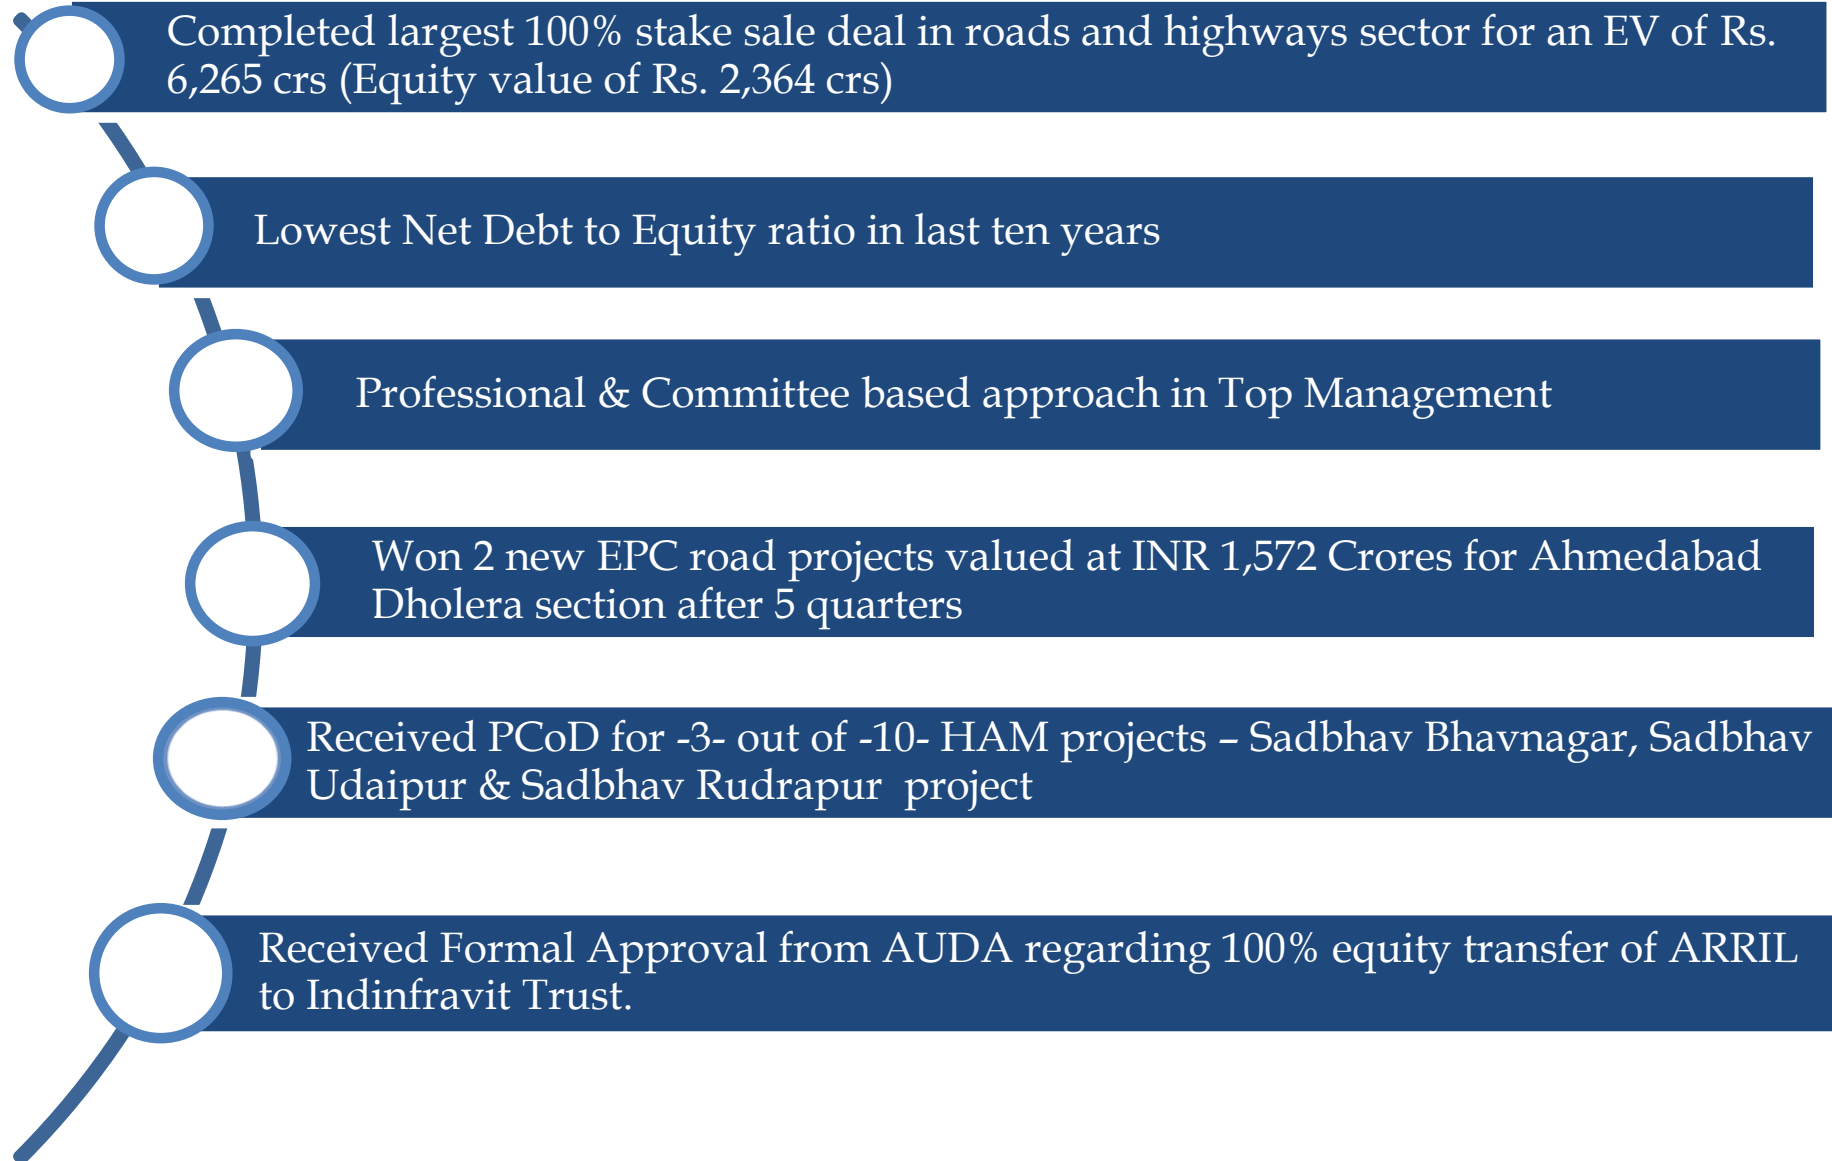 Completed largest 100% stake sale deal in roads and highways sector for an EV of Rs.
6,265 crs (Equity value of Rs. 2,364 crs)
Lowest Net Debt to Equity ratio in last ten years
Professional & Committee based approach in Top Management
Won 2 new EPC road projects valued at INR 1,572 Crores for Ahmedabad
Dholera section after 5 quarters
Received PCoD for -3- out of -10- HAM projects – Sadbhav Bhavnagar, Sadbhav
Udaipur & Sadbhav Rudrapur  project
Received Formal Approval from AUDA regarding 100% equity transfer of ARRIL
to Indinfravit Trust.